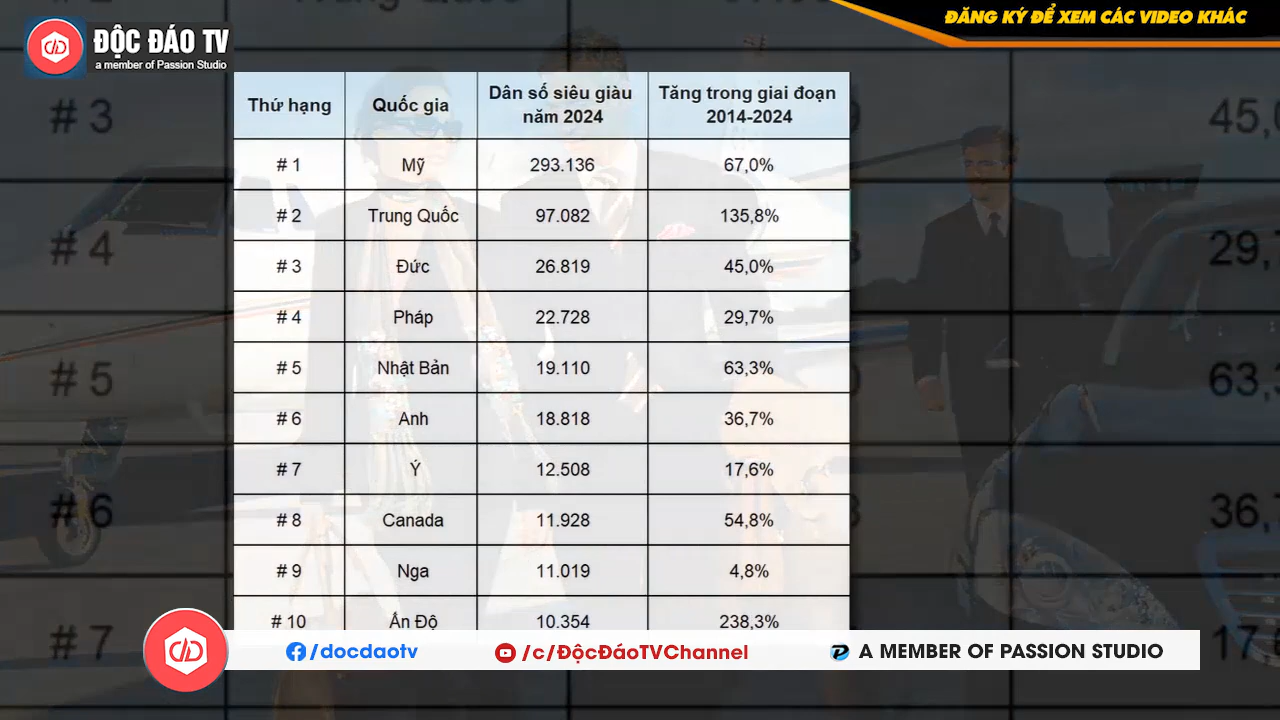 ĐĂNG KÝ ĐỂ XEM CÁC VIDEO KHÁC
ĐỘC ĐÁO TV
a member of Passion Studio
Thứ hạng Quốc gia Dân số siêu giàu năm 2024 Tăng trong giai đoạn 2014-2024
# 1 Mỹ 293.136 67,0%
# 2 Trung Quốc 97.082 135,8%
# 3 Đức 26.819 45,0%
# 4 Pháp 22.728 29,7%
# 5 Nhật Bản 19.110 63,3%
# 6 Anh 18.818 36,7%
# 7 Ý 12.508 17,6%
# 8 Canada 11.928 54,8%
# 9 Nga 11.019 4,8%
# 10 Ấn Độ 10.354 238,3%
# 3
# 4
# 5
# 6
# 7
/docdaotv
/c/ĐộcĐáoTVChannel
A MEMBER OF PASSION STUDIO